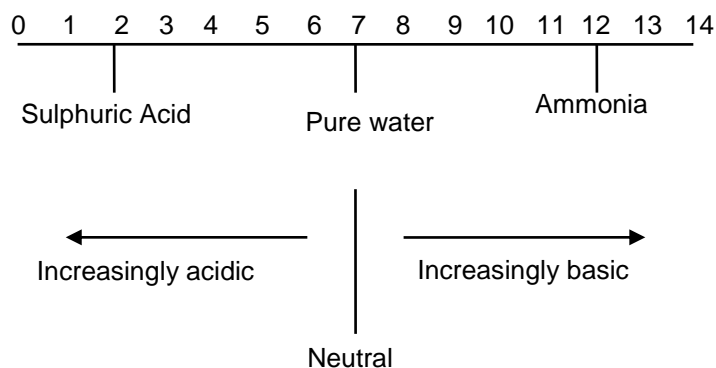 0 1 2 3 4 5 6 7 8 9 10 11 12 13 14
Sulphuric Acid
Pure water
Ammonia
Increasingly acidic
Increasingly basic
Neutral